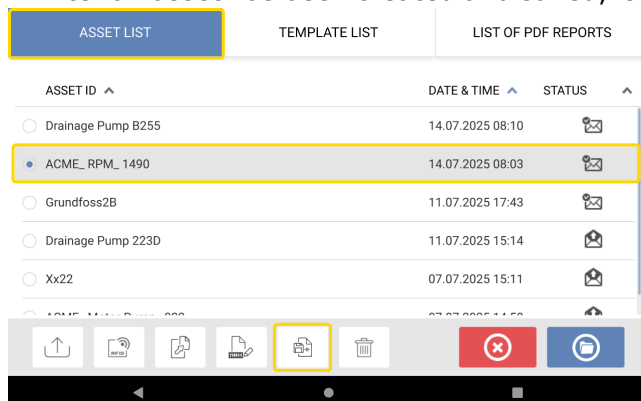 ASSET LIST TEMPLATE LIST LIST OF PDF REPORTS
ASSET ID DATE & TIME STATUS
Drainage Pump B255 14.07.2025 08:10
ACME_ RPM_ 1490 14.07.2025 08:03
Grundfoss2B 11.07.2025 17:43
Drainage Pump 223D 11.07.2025 15:14
Xx22 07.07.2025 15:11
RFID